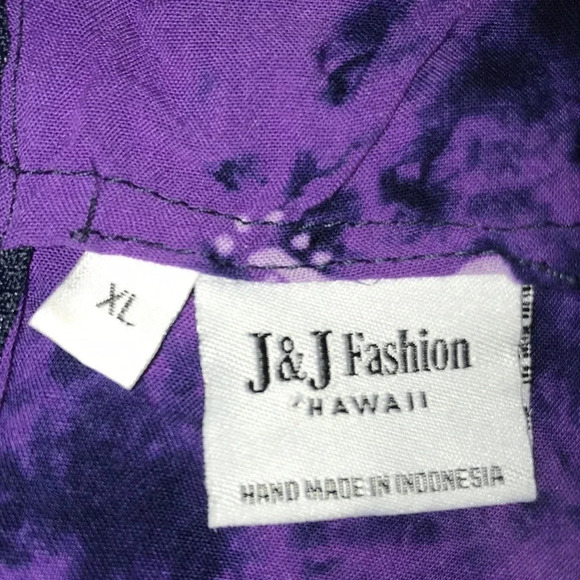 XL
J&J Fashion
HAWAII
HAND MADE IN INDONESIA